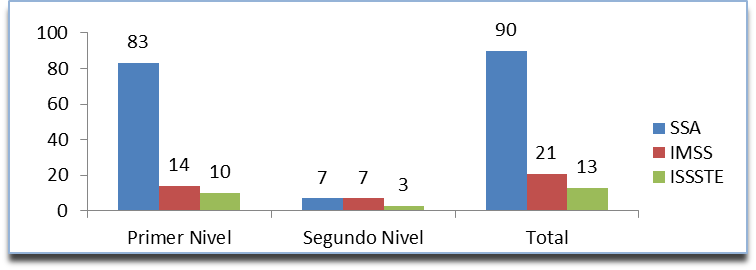 100
80
60
40
20
0
83
14
10
7
7
3
90
21
13
Primer Nivel
Segundo Nivel
Total
SSA
IMSS
ISSSTE